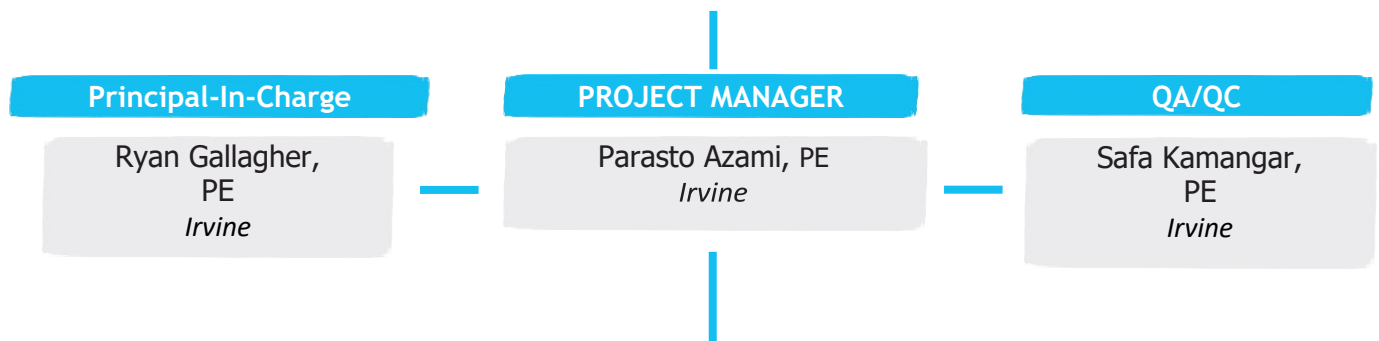 Principal-In-Charge
Ryan Gallagher,
PE
Irvine
PROJECT MANAGER
Parasto Azami, PE
Irvine
QA/QC
Safa Kamangar,
PE
Irvine